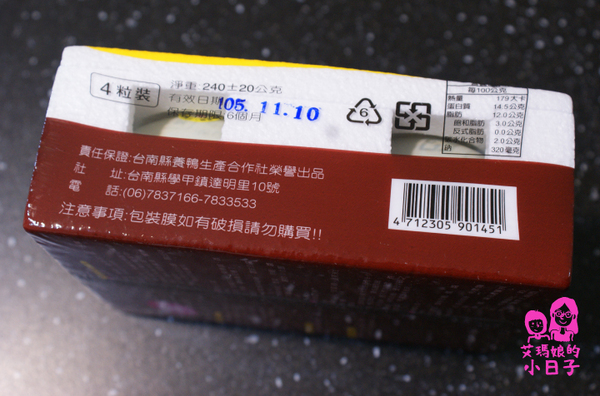 4粒裝
淨重 240±20公克
有效日期
105.11.10
保存期限 6個月
6
每100公克
熱量 179大卡
蛋白質 14.5公克
脂肪 12.0公克
飽和脂肪 3.0公克
反式脂肪 0.0公克
碳水化合物 2.0公克
鈉 320毫克
責任保證:台南縣養鴨生產合作社榮譽出品
社 址:台南縣學甲鎮達明里10號
電 話:(06)7837166-7833533
注意事項:包裝膜如有破損請勿購買!!
4 712305 901451
艾瑪娘的
小日子